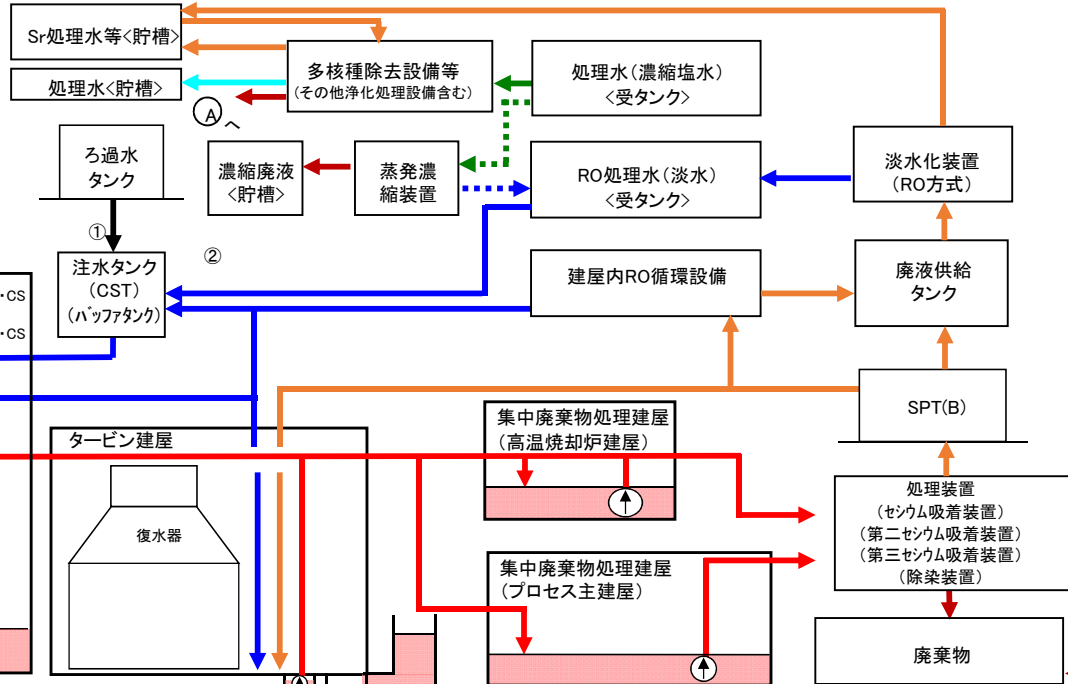 Sr処理水等<貯槽>
処理水<貯槽>
多核種除去設備等
(その他浄化処理設備含む)
処理水(濃縮塩水)
<受タンク>
Aへ
ろ過水
タンク
濃縮廃液
<貯槽>
蒸発濃
縮装置
RO処理水(淡水)
<受タンク>
淡水化装置
(RO方式)
①
②
注水タンク
(CST)
(バッファタンク)
建屋内RO循環設備
廃液供給
タンク
・CS
・CS
SPT(B)
タービン建屋
復水器
集中廃棄物処理建屋
(高温焼却炉建屋)
集中廃棄物処理建屋
(プロセス主建屋)
処理装置
(セシウム吸着装置)
(第二セシウム吸着装置)
(第三セシウム吸着装置)
(除染装置)
廃棄物